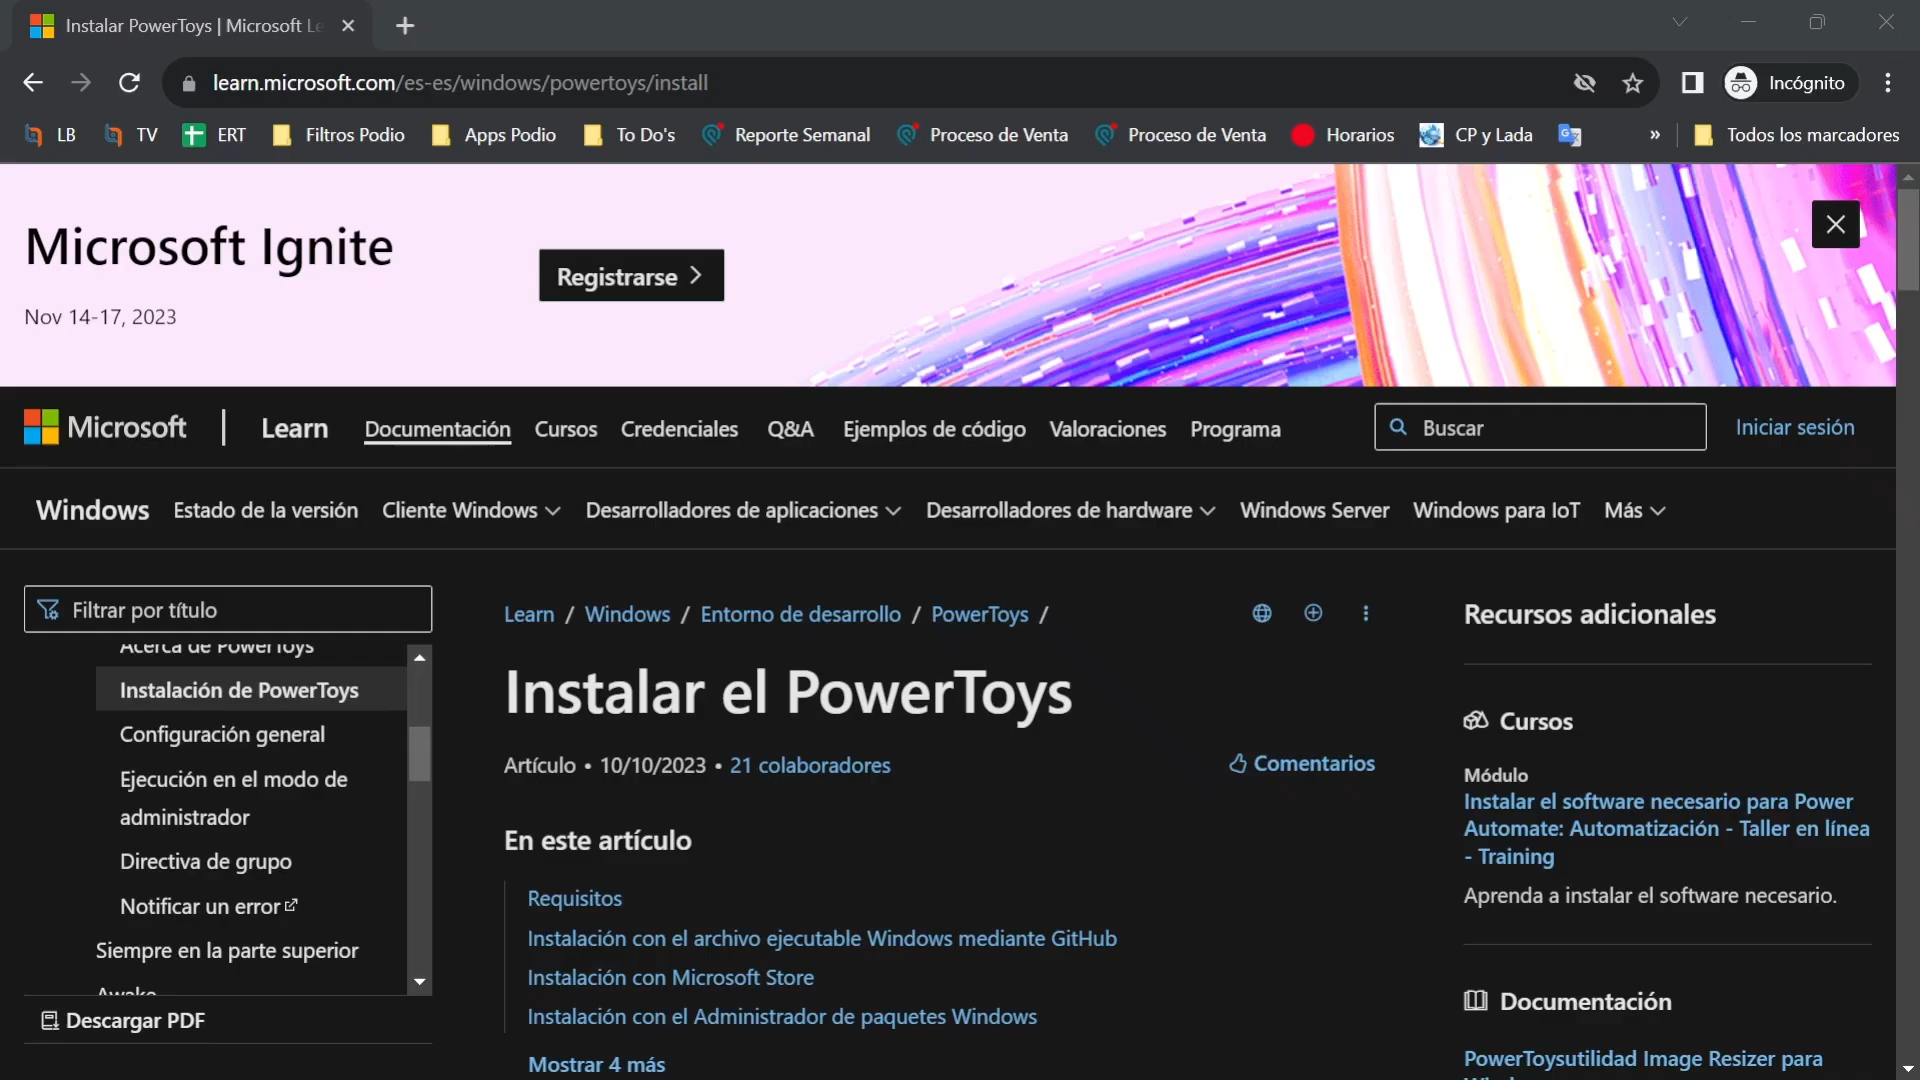 Instalar PowerToys | Microsoft Le
learn.microsoft.com/es-es/windows/powertoys/install
Incógnito
LB
TV
ERT
Filtros Podio
Apps Podio
To Do's
Reporte Semanal
Proceso de Venta
Proceso de Venta
Horarios
CP y Lada
»
Todos los marcadores
Microsoft Ignite
Nov 14-17, 2023
Registrarse
Microsoft
Learn
Documentación
Cursos
Credenciales
Q&A
Ejemplos de código
Valoraciones
Programa
Buscar
Iniciar sesión
Windows
Estado de la versión
Cliente Windows
Desarrolladores de aplicaciones
Desarrolladores de hardware
Windows Server
Windows para IoT
Más
Filtrar por título
Acerca de PowerToys
Instalación de PowerToys
Configuración general
Ejecución en el modo de
administrador
Directiva de grupo
Notificar un error
Siempre en la parte superior
Awake
Descargar PDF
Learn / Windows / Entorno de desarrollo / PowerToys /
Instalar el PowerToys
Artículo • 10/10/2023 • 21 colaboradores
Comentarios
En este artículo
Requisitos
Instalación con el archivo ejecutable Windows mediante GitHub
Instalación con Microsoft Store
Instalación con el Administrador de paquetes Windows
Mostrar 4 más
Recursos adicionales
Cursos
Módulo
Instalar el software necesario para Power
Automate: Automatización - Taller en línea
- Training
Aprenda a instalar el software necesario.
Documentación
PowerToysutilidad Image Resizer para